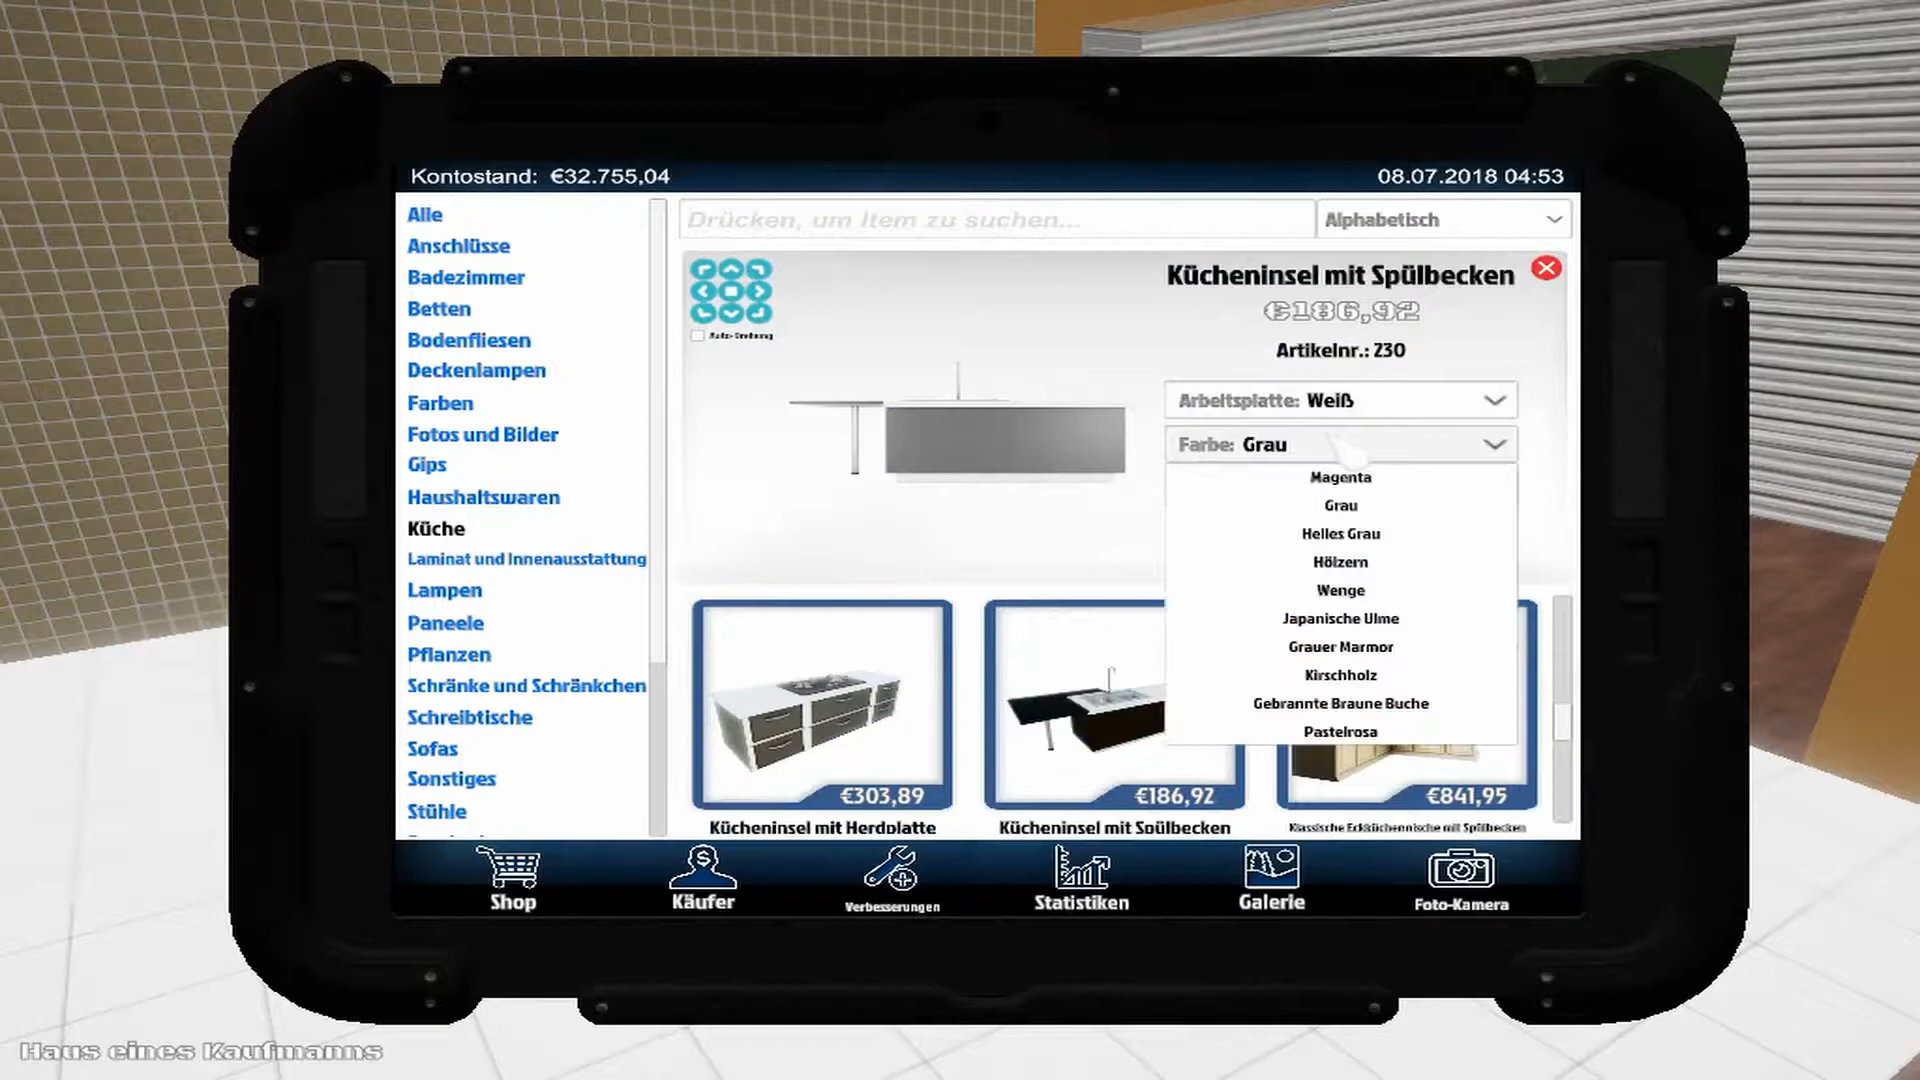 Kontostand: €32.755,04
08.07.2018 04:53
Alle
Anschlüsse
Badezimmer
Betten
Bodenfliesen
Deckenlampen
Farben
Fotos und Bilder
Gips
Haushaltswaren
Küche
Laminat und Innenausstattung
Lampen
Paneele
Pflanzen
Schränke und Schränkchen
Schreibtische
Sofas
Sonstiges
Stühle
Drücken, um Item zu suchen...
Alphabetisch
Auto-Drehung
Kücheninsel mit Spülbecken
€186,92
Artikelnr.: 230
Arbeitsplatte: Weiß
Farbe: Grau
Magenta
Grau
Helles Grau
Hölzern
Wenge
Japanische Ulme
Grauer Marmor
Kirschholz
Gebrannte Braune Buche
Pastelrosa
€303,89
Kücheninsel mit Herdplatte
€186,92
Kücheninsel mit Spülbecken
€841,95
Klassische Eckküchennische mit Spülbecken
Shop
Käufer
Verbesserungen
Statistiken
Galerie
Foto-Kamera
Haus eines Kaufmanns